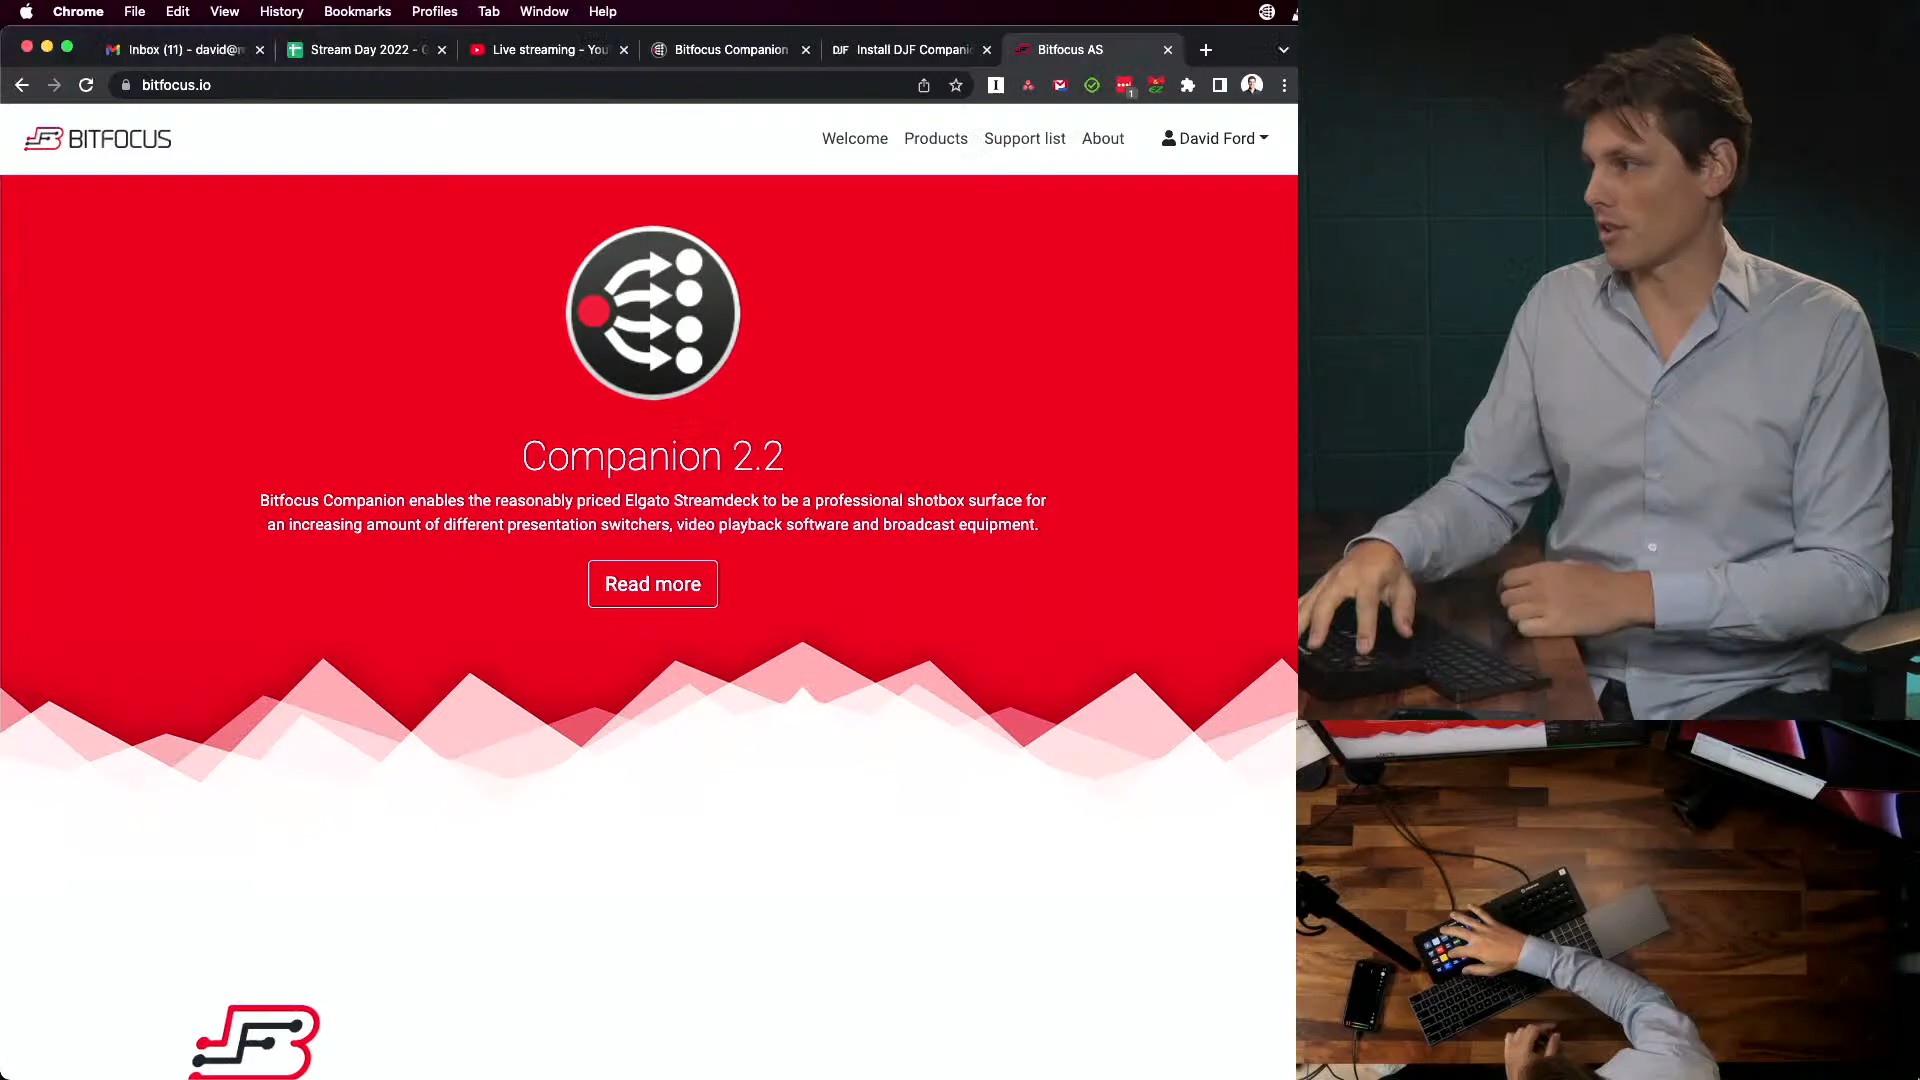 Chrome File Edit View History Bookmarks Profiles Tab Window Help
Inbox (11) - david@r
Stream Day 2022 - G
Live streaming - You
Bitfocus Companion
DJF Install DJF Compani
Bitfocus AS
bitfocus.io
1
EZ
BITFOCUS
Welcome Products Support list About David Ford
Companion 2.2
Bitfocus Companion enables the reasonably priced Elgato Streamdeck to be a professional shotbox surface for
an increasing amount of different presentation switchers, video playback software and broadcast equipment.
Read more